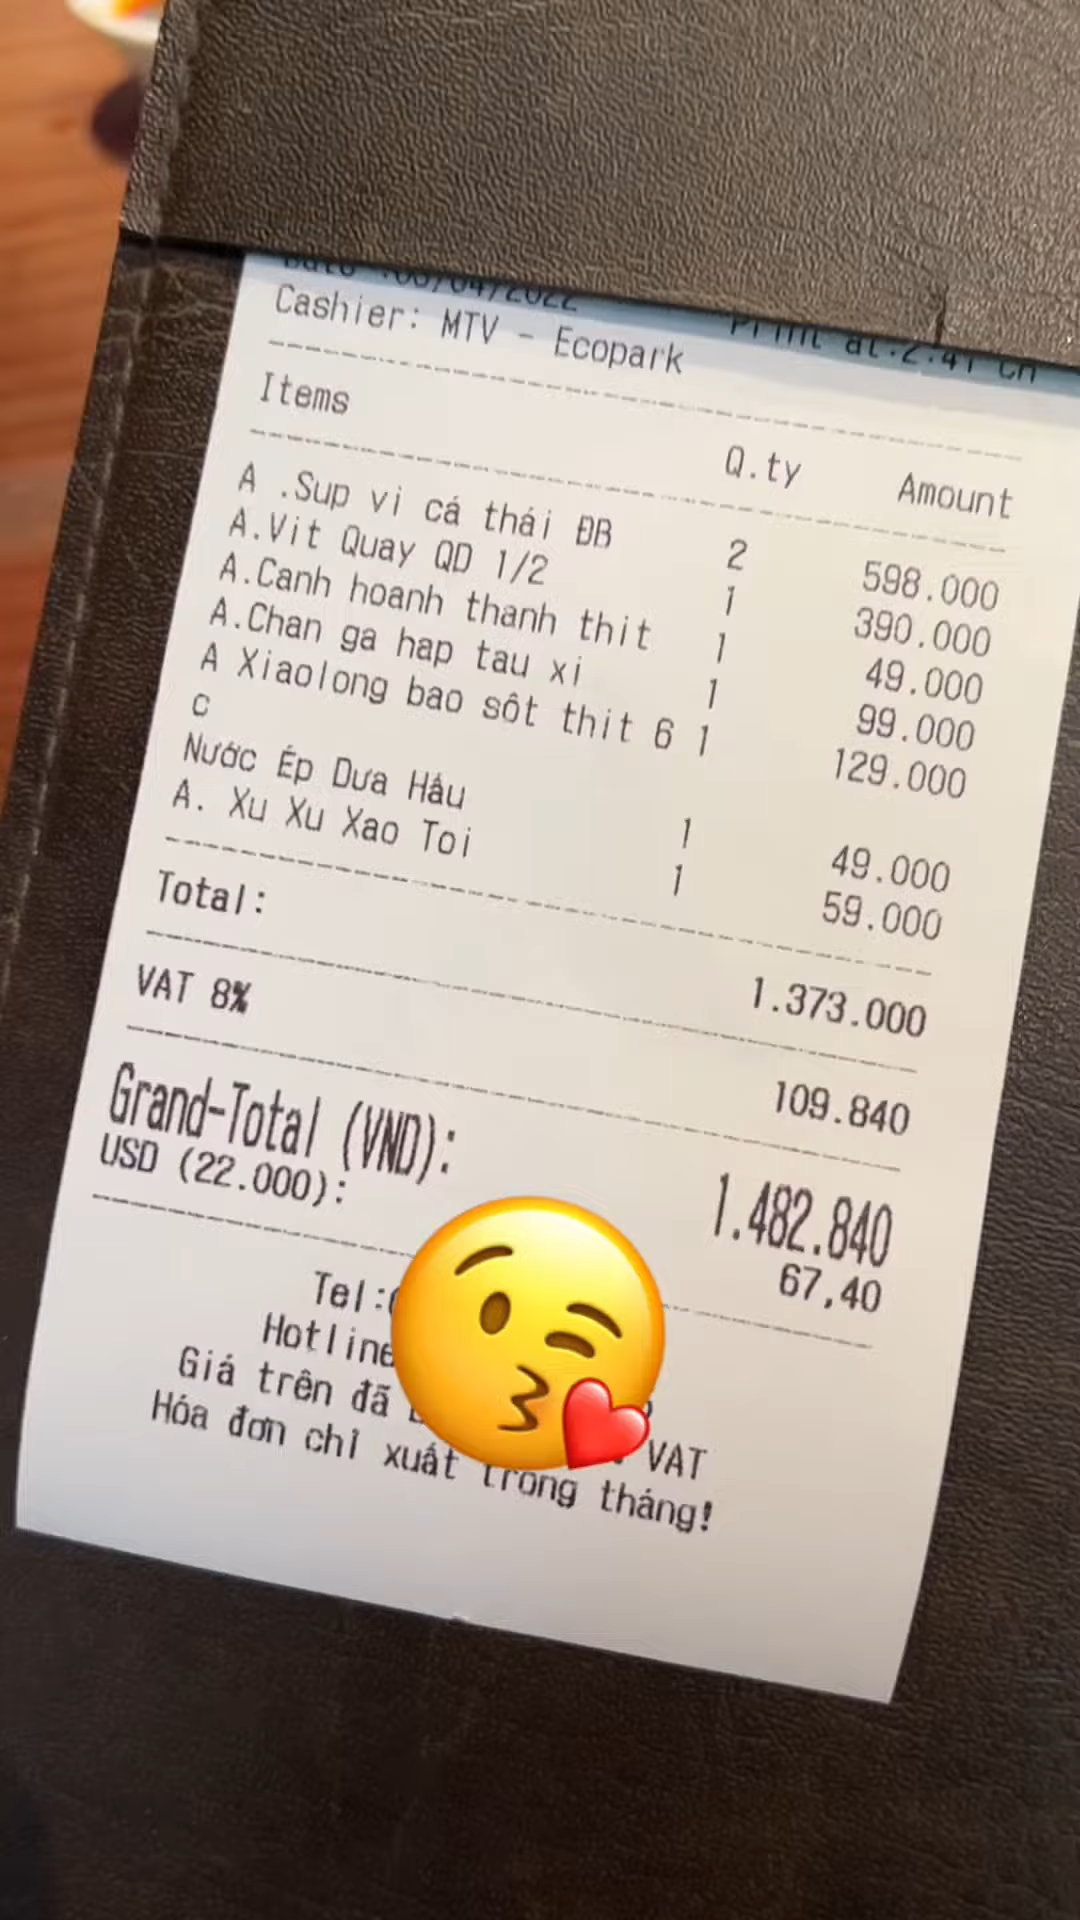 Cashier: MTV - Ecopark
Items Q.ty Amount
A .Sup vi cá thái ĐB 2 598.000
A.Vit Quay QD 1/2 1 390.000
A.Canh hoanh thanh thit 1 49.000
A.Chan ga hap tau xi 1 99.000
A Xiaolong bao sôt thit 6 1 129.000
c
Nước Ép Dưa Hấu 1 49.000
A. Xu Xu Xao Toi 1 59.000
Total: 1.373.000
VAT 8% 109.840
Grand-Total (VND): 1.482.840
USD (22.000): 67,40
Tel:
Hotline
Giá trên đã VAT
Hóa đơn chỉ xuất trong tháng!